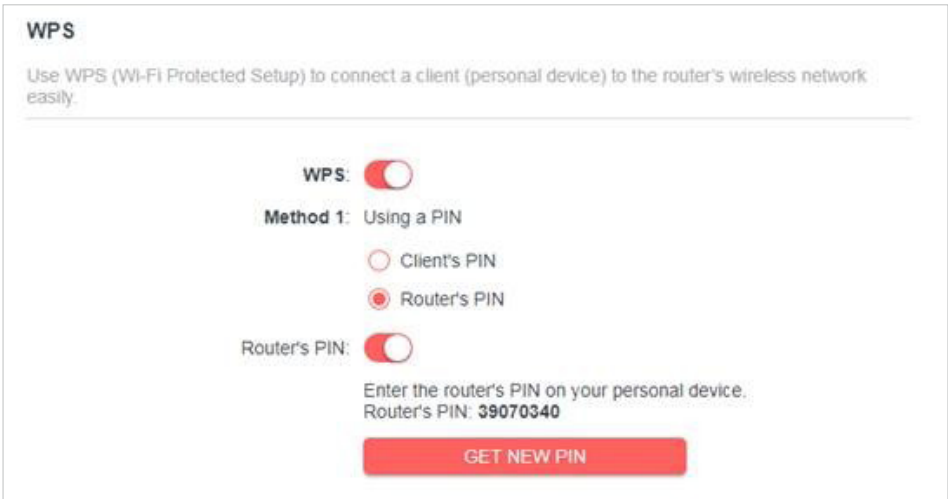 WPS
Use WPS (Wi-Fi Protected Setup) to connect a client (personal device) to the router's wireless network
easily.
WPS:
Method 1: Using a PIN
Client's PIN
Router's PIN
Router's PIN:
Enter the router's PIN on your personal device.
Router's PIN: 39070340
GET NEW PIN